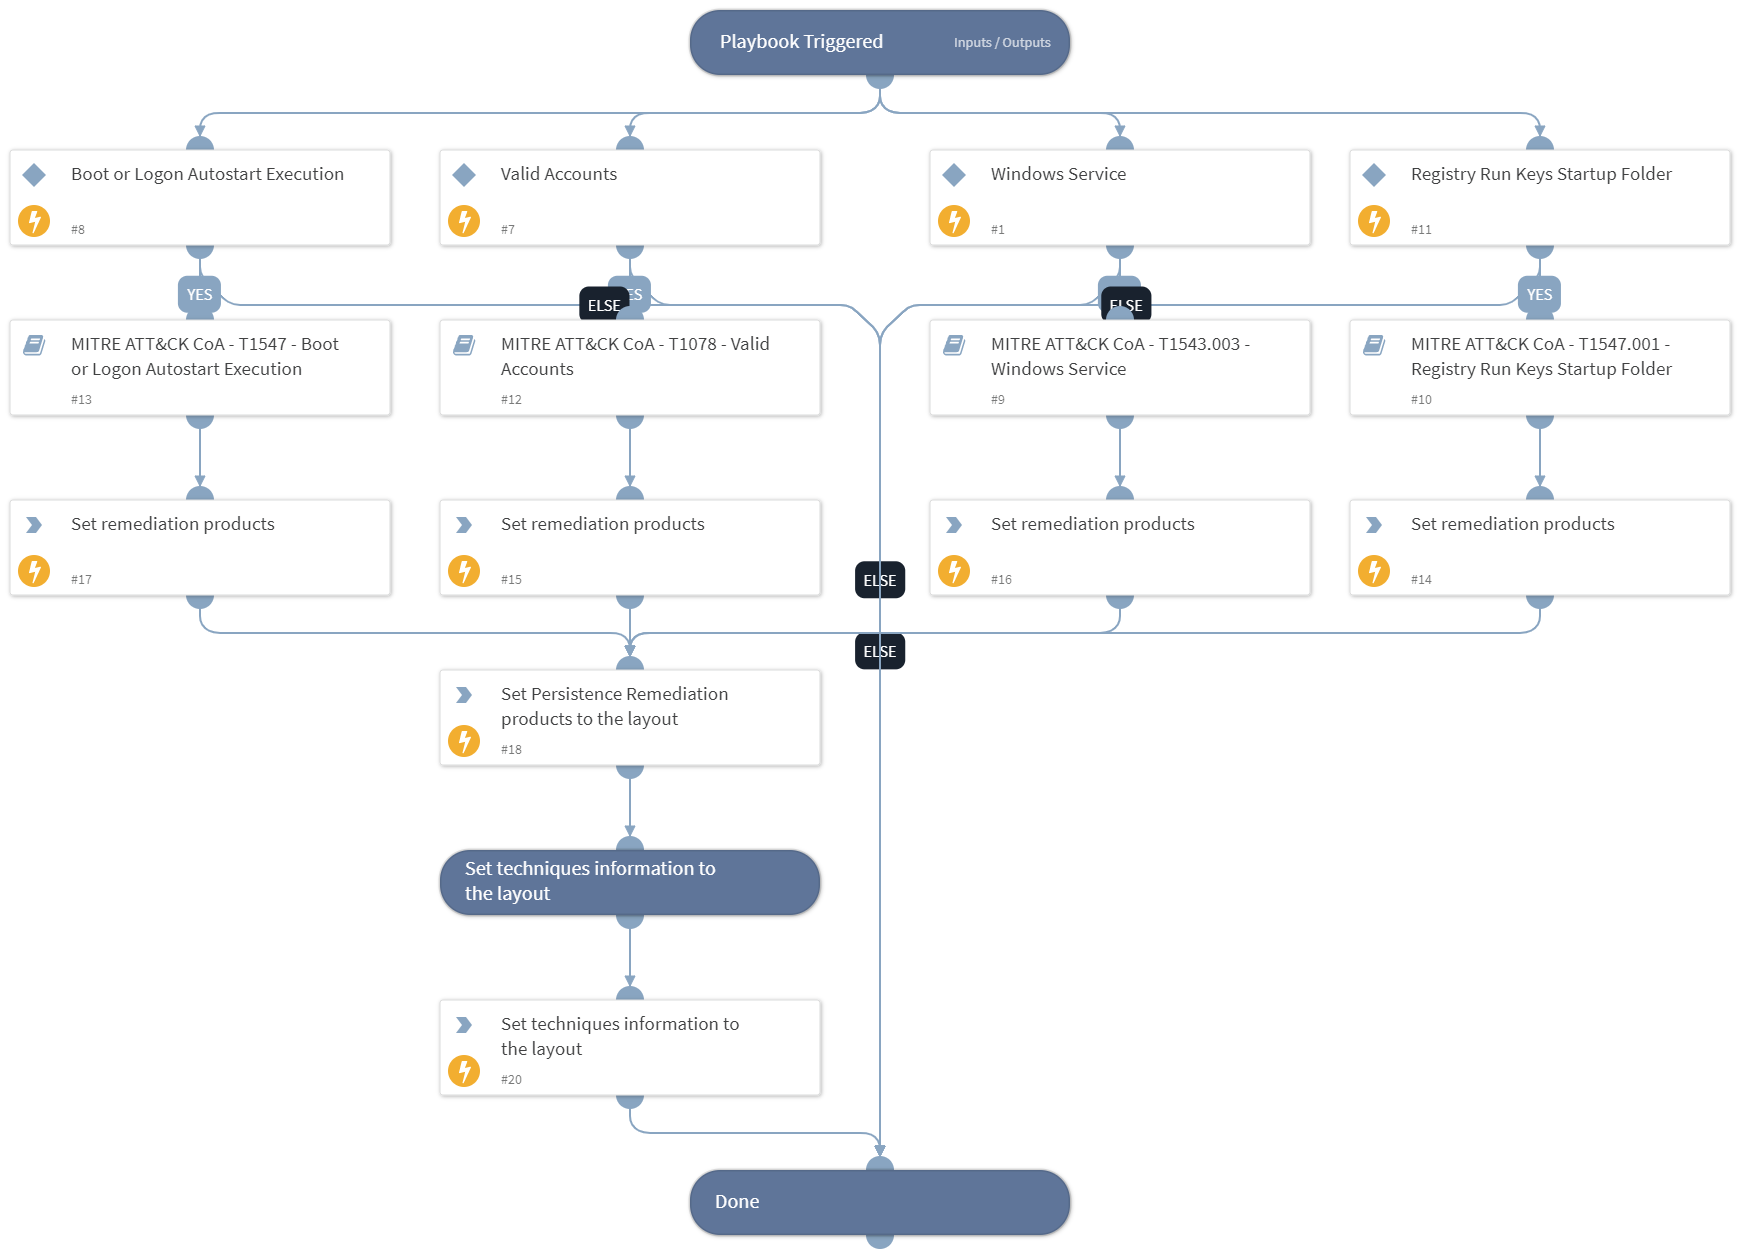 Playbook Triggered
Inputs / Outputs
Boot or Logon Autostart Execution
#8
Valid Accounts
#7
Windows Service
#1
Registry Run Keys Startup Folder
#11
YES
ELSE
ELSE
YES
MITRE ATT&CK CoA - T1547 - Boot
or Logon Autostart Execution
#13
MITRE ATT&CK CoA - T1078 - Valid
Accounts
#12
MITRE ATT&CK CoA - T1543.003 -
Windows Service
#9
MITRE ATT&CK CoA - T1547.001 -
Registry Run Keys Startup Folder
#10
Set remediation products
#17
Set remediation products
#15
Set remediation products
#16
Set remediation products
#14
ELSE
ELSE
Set Persistence Remediation
products to the layout
#18
Set techniques information to
the layout
Set techniques information to
the layout
#20
Done